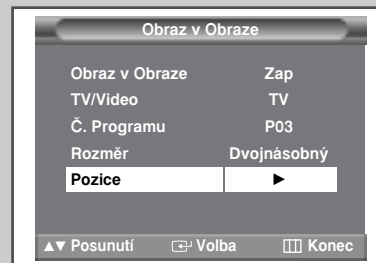 Obraz v Obraze
Obraz v Obraze Zap
TV/Video TV
Č. Programu P03
Rozměr Dvojnásobný
Pozice ►
▲▼ Posunutí Volba Konec